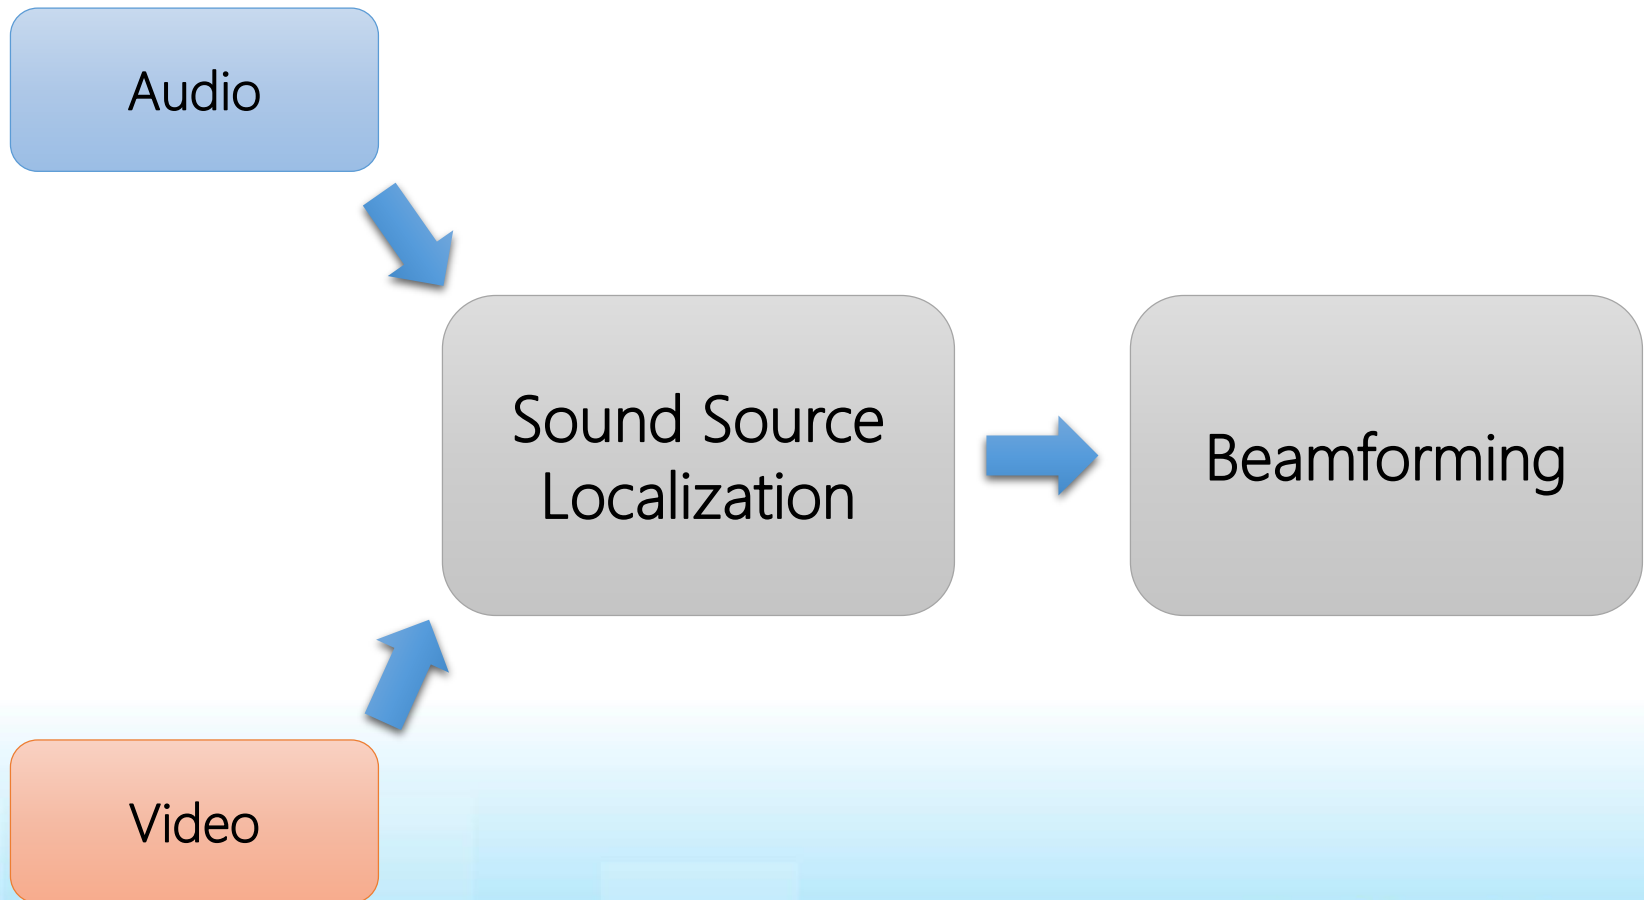 Audio
Sound Source
Localization
Beamforming
Video